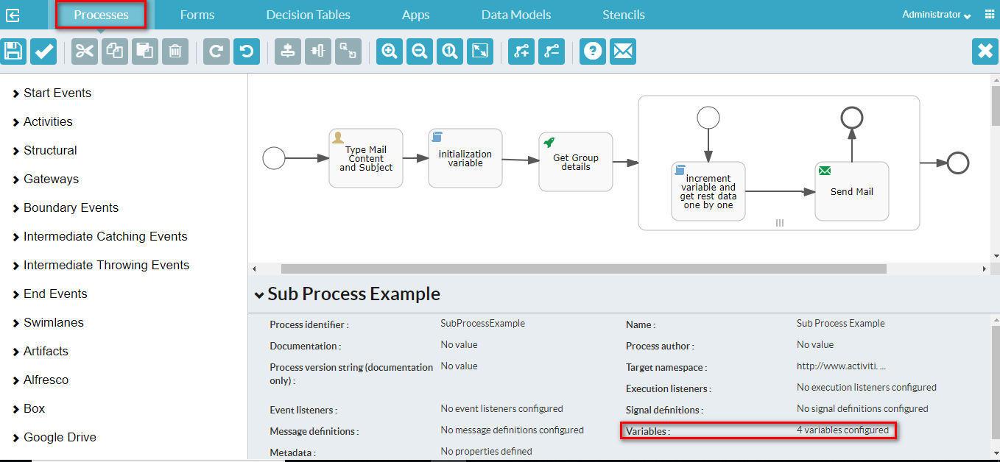 Processes Forms Decision Tables Apps Data Models Stencils Administrator
1
?
Start Events
Activities
Structural
Gateways
Boundary Events
Intermediate Catching Events
Intermediate Throwing Events
End Events
Swimlanes
Artifacts
Alfresco
Box
Google Drive
Type Mail
Content
and Subject
initialization
variable
Get Group
details
increment
variable and
get rest data
one by one
Send Mail
Sub Process Example
Process identifier : SubProcessExample
Name : Sub Process Example
Documentation : No value
Process author : No value
Process version string (documentation
only) : No value
Target namespace : http://www.activiti. ...
Execution listeners : No execution listeners configured
Event listeners : No event listeners configured
Signal definitions : No signal definitions configured
Message definitions : No message definitions configured
Variables : 4 variables configured
Metadata : No properties defined